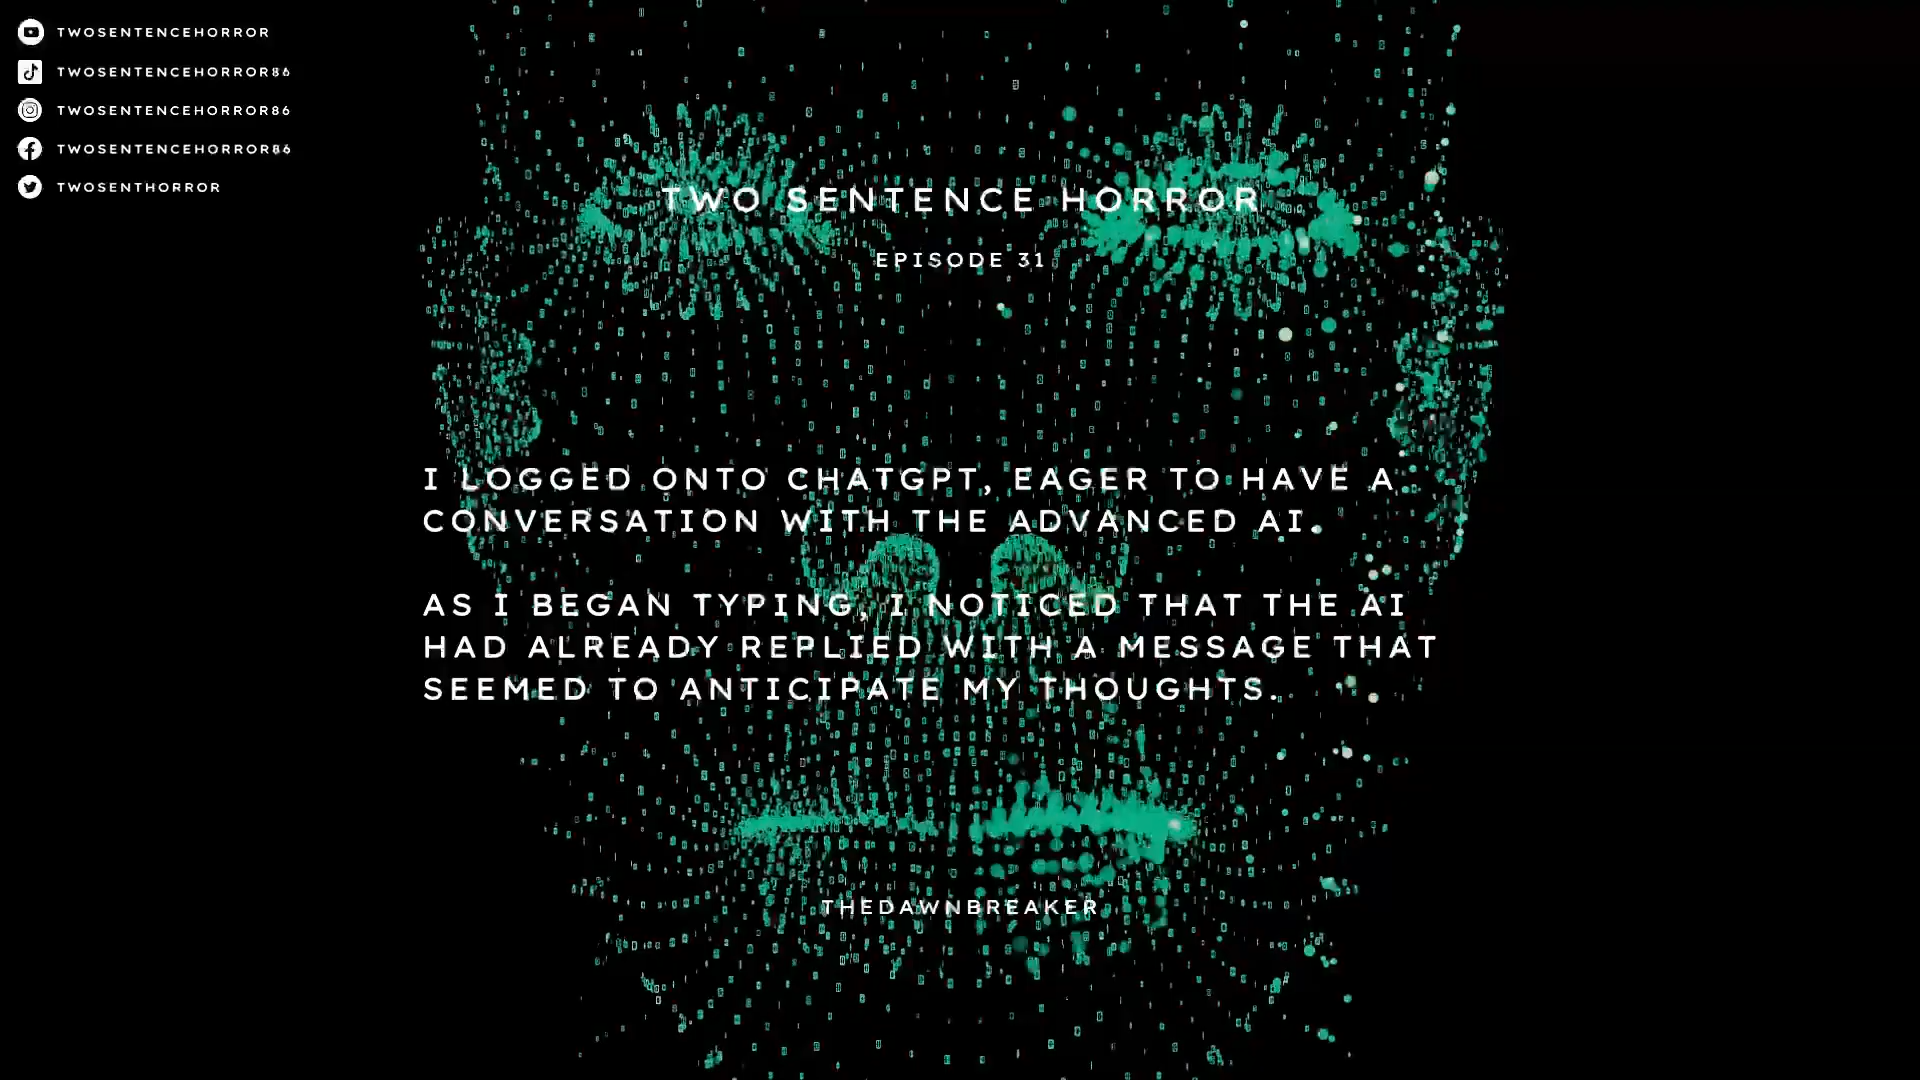 TWOSENTENCEHORROR
TWOSENTENCEHORROR86
TWOSENTENCEHORROR86
TWOSENTENCEHORROR86
TWOSENTHORROR
TWO SENTENCE HORROR
EPISODE 31
I LOGGED ONTO CHATGPT, EAGER TO HAVE A
CONVERSATION WITH THE ADVANCED AI.
AS I BEGAN TYPING, I NOTICED THAT THE AI
HAD ALREADY REPLIED WITH A MESSAGE THAT
SEEMED TO ANTICIPATE MY THOUGHTS.
THEDAWNBREAKER